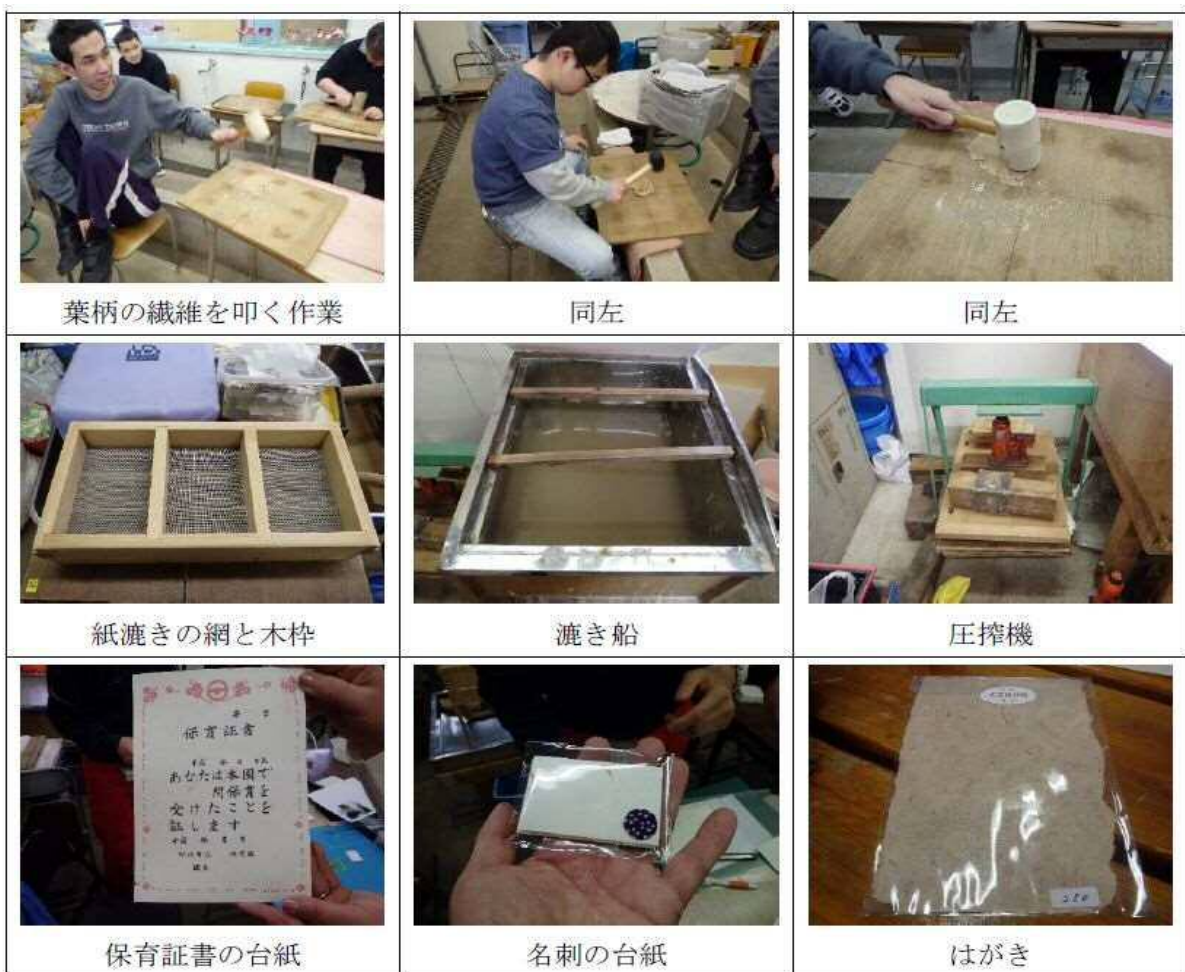 葉柄の繊維を叩く作業
同左
同左
紙漉きの網と木枠
漉き船
圧搾機
保育証書
あなたは本園で
間保育を
受けたことを
証します
250
保育証書の台紙
名刺の台紙
はがき